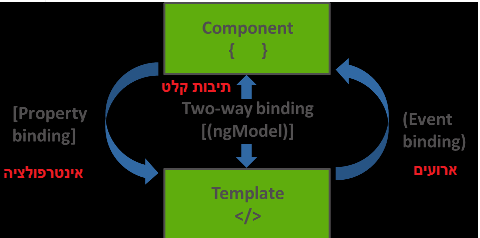 Component
{ }
תיבות קלט
[Property
binding]
Two-way binding
[(ngModel)]
(Event
binding)
אינטרפולציה
ארועים
Template
</>